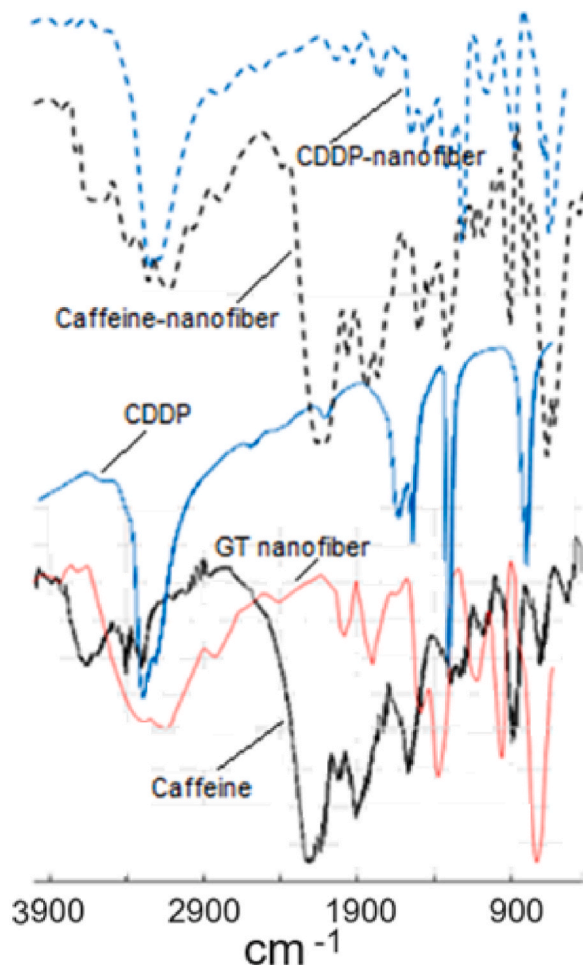 CDDP-nanofiber
Caffeine-nanofiber
CDDP
GT nanofiber
Caffeine
3900 2900 1900 900
cm -1